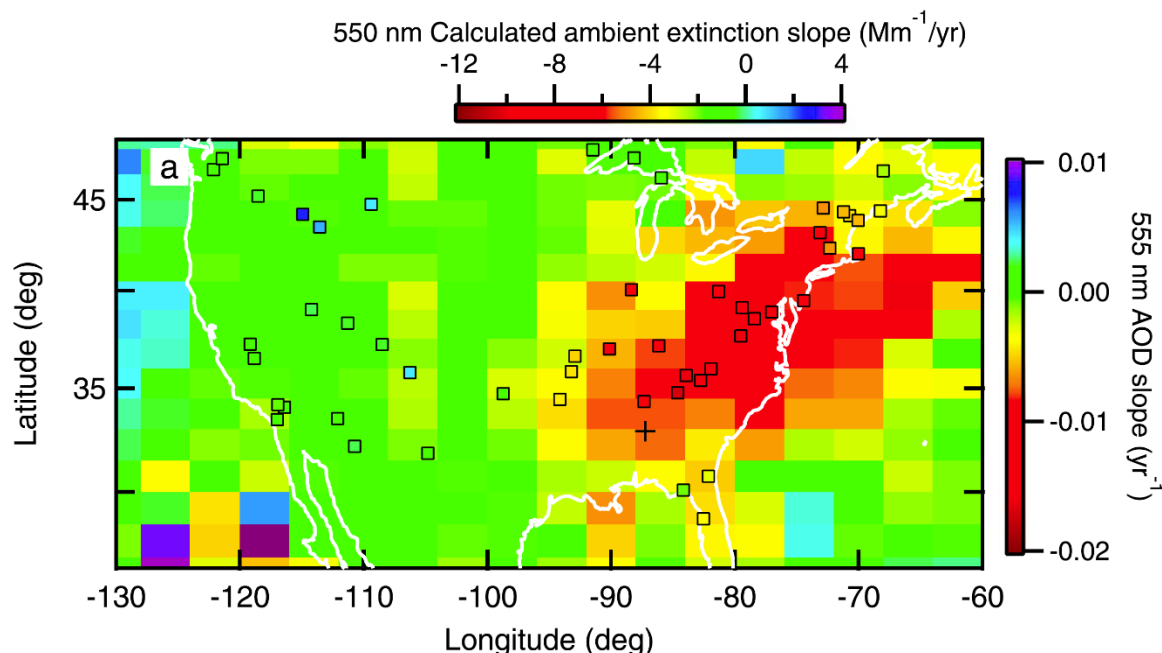 550 nm Calculated ambient extinction slope (Mm⁻¹/yr)
-12 -8 -4 0 4
a
45
35
Latitude (deg)
-130 -120 -110 -100 -90 -80 -70 -60
Longitude (deg)
0.01
0.00
-0.01
-0.02
555 nm AOD slope (yr⁻¹)